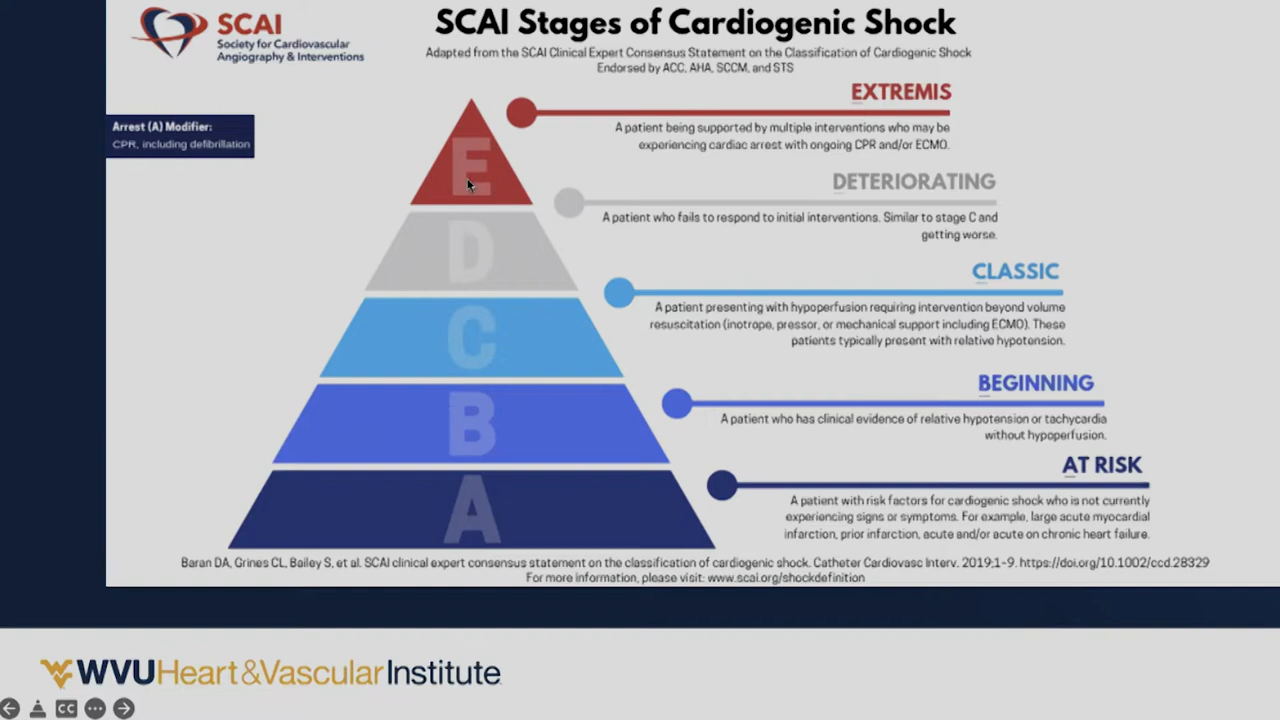 SCAI
Society for Cardiovascular
Angiography & Interventions
SCAI Stages of Cardiogenic Shock
Adapted from the SCAI Clinical Expert Consensus Statement on the Classification of Cardiogenic Shock
Endorsed by ACC, AHA, SCCM, and STS
Arrest (A) Modifier:
CPR, including defibrillation
E
EXTREMIS
A patient being supported by multiple interventions who may be
experiencing cardiac arrest with ongoing CPR and/or ECMO.
D
DETERIORATING
A patient who fails to respond to initial interventions. Similar to stage C and
getting worse.
C
CLASSIC
A patient presenting with hypoperfusion requiring intervention beyond volume
resuscitation (inotrope, pressor, or mechanical support including ECMO). These
patients typically present with relative hypotension.
B
BEGINNING
A patient who has clinical evidence of relative hypotension or tachycardia
without hypoperfusion.
A
AT RISK
A patient with risk factors for cardiogenic shock who is not currently
experiencing signs or symptoms. For example, large acute myocardial
infarction, prior infarction, acute and/or acute on chronic heart failure.
Baran DA, Grines CL, Bailey S, et al. SCAI clinical expert consensus statement on the classification of cardiogenic shock. Catheter Cardiovasc Interv. 2019;1-9. https://doi.org/10.1002/ccd.28329
For more information, please visit: www.scai.org/shockdefinition
WVUHeart&VascularInstitute
CC